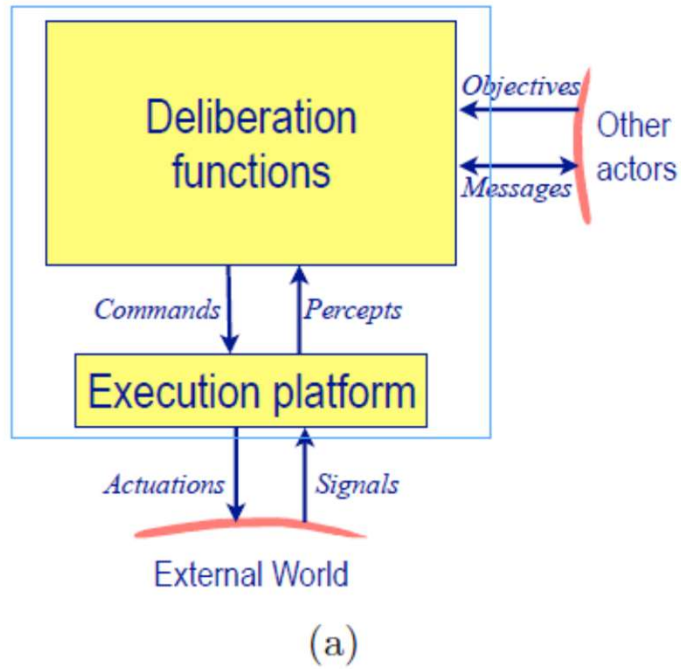 Deliberation
functions
Objectives
Other
actors
Messages
Commands
Percepts
Execution platform
Actuations
Signals
External World
(a)